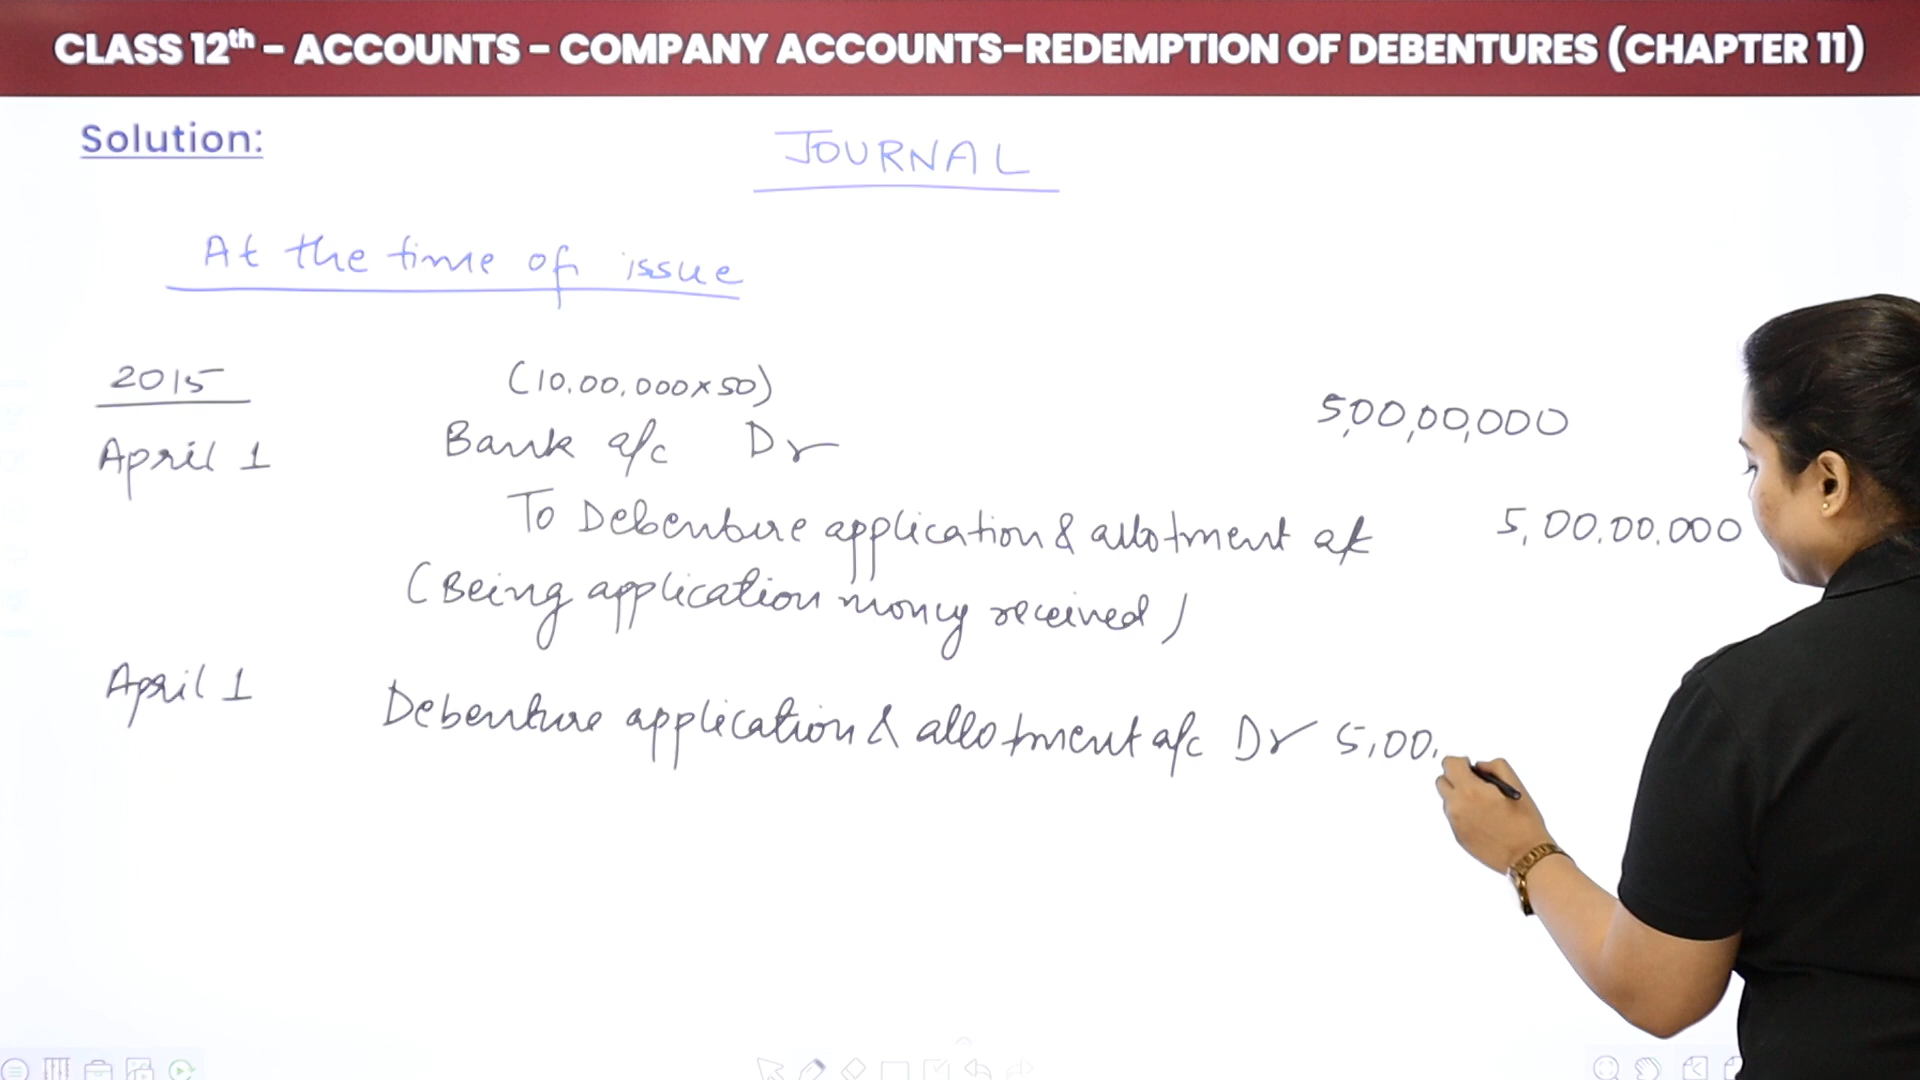 CLASS 12th - ACCOUNTS - COMPANY ACCOUNTS-REDEMPTION OF DEBENTURES (CHAPTER 11)
Solution:
JOURNAL
At the time of issue
2015
(10,00,000×50)
April 1 Bank a/c Dr 5,00,00,000
To Debenture application & allotment a/c 5,00,00,000
(Being application money received)
April 1 Debenture application & allotment a/c Dr 5,00,